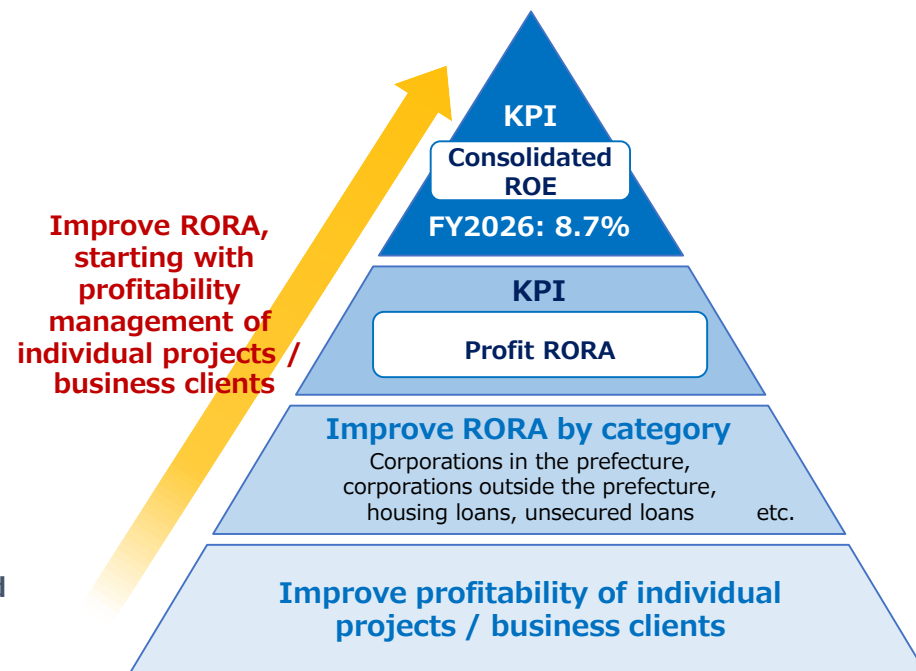 KPI
Consolidated
ROE
FY2026: 8.7%
Improve RORA,
starting with
profitability
management of
individual projects /
business clients
KPI
Profit RORA
Improve RORA by category
Corporations in the prefecture,
corporations outside the prefecture,
housing loans, unsecured loans etc.
Improve profitability of individual
projects / business clients